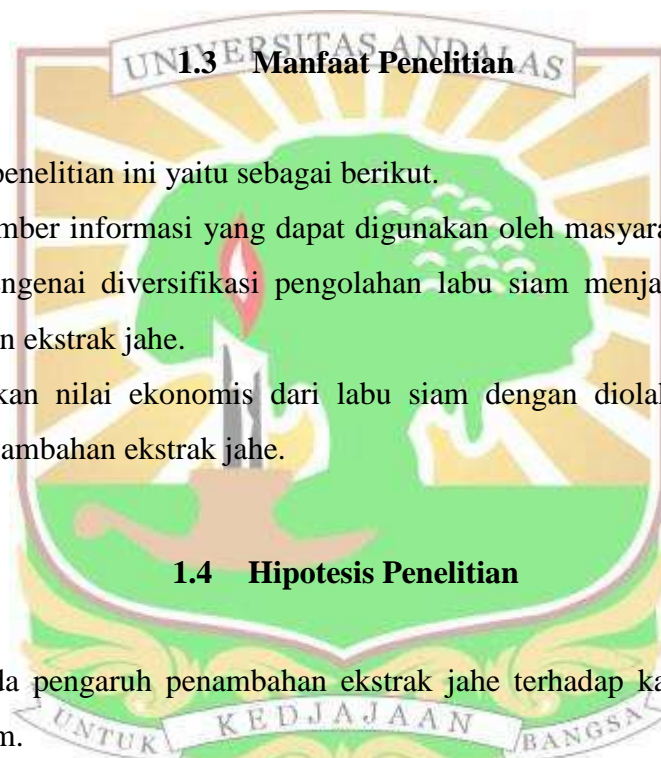 UNIVERSITAS ANDALAS
1.3 Manfaat Penelitian
penelitian ini yaitu sebagai berikut.
mber informasi yang dapat digunakan oleh masyara
ngenai diversifikasi pengolahan labu siam menja
n ekstrak jahe.
kan nilai ekonomis dari labu siam dengan diolal
ambahan ekstrak jahe.
1.4 Hipotesis Penelitian
la pengaruh penambahan ekstrak jahe terhadap ka
m.
UNTUK KEDJAJAAN BANGSA